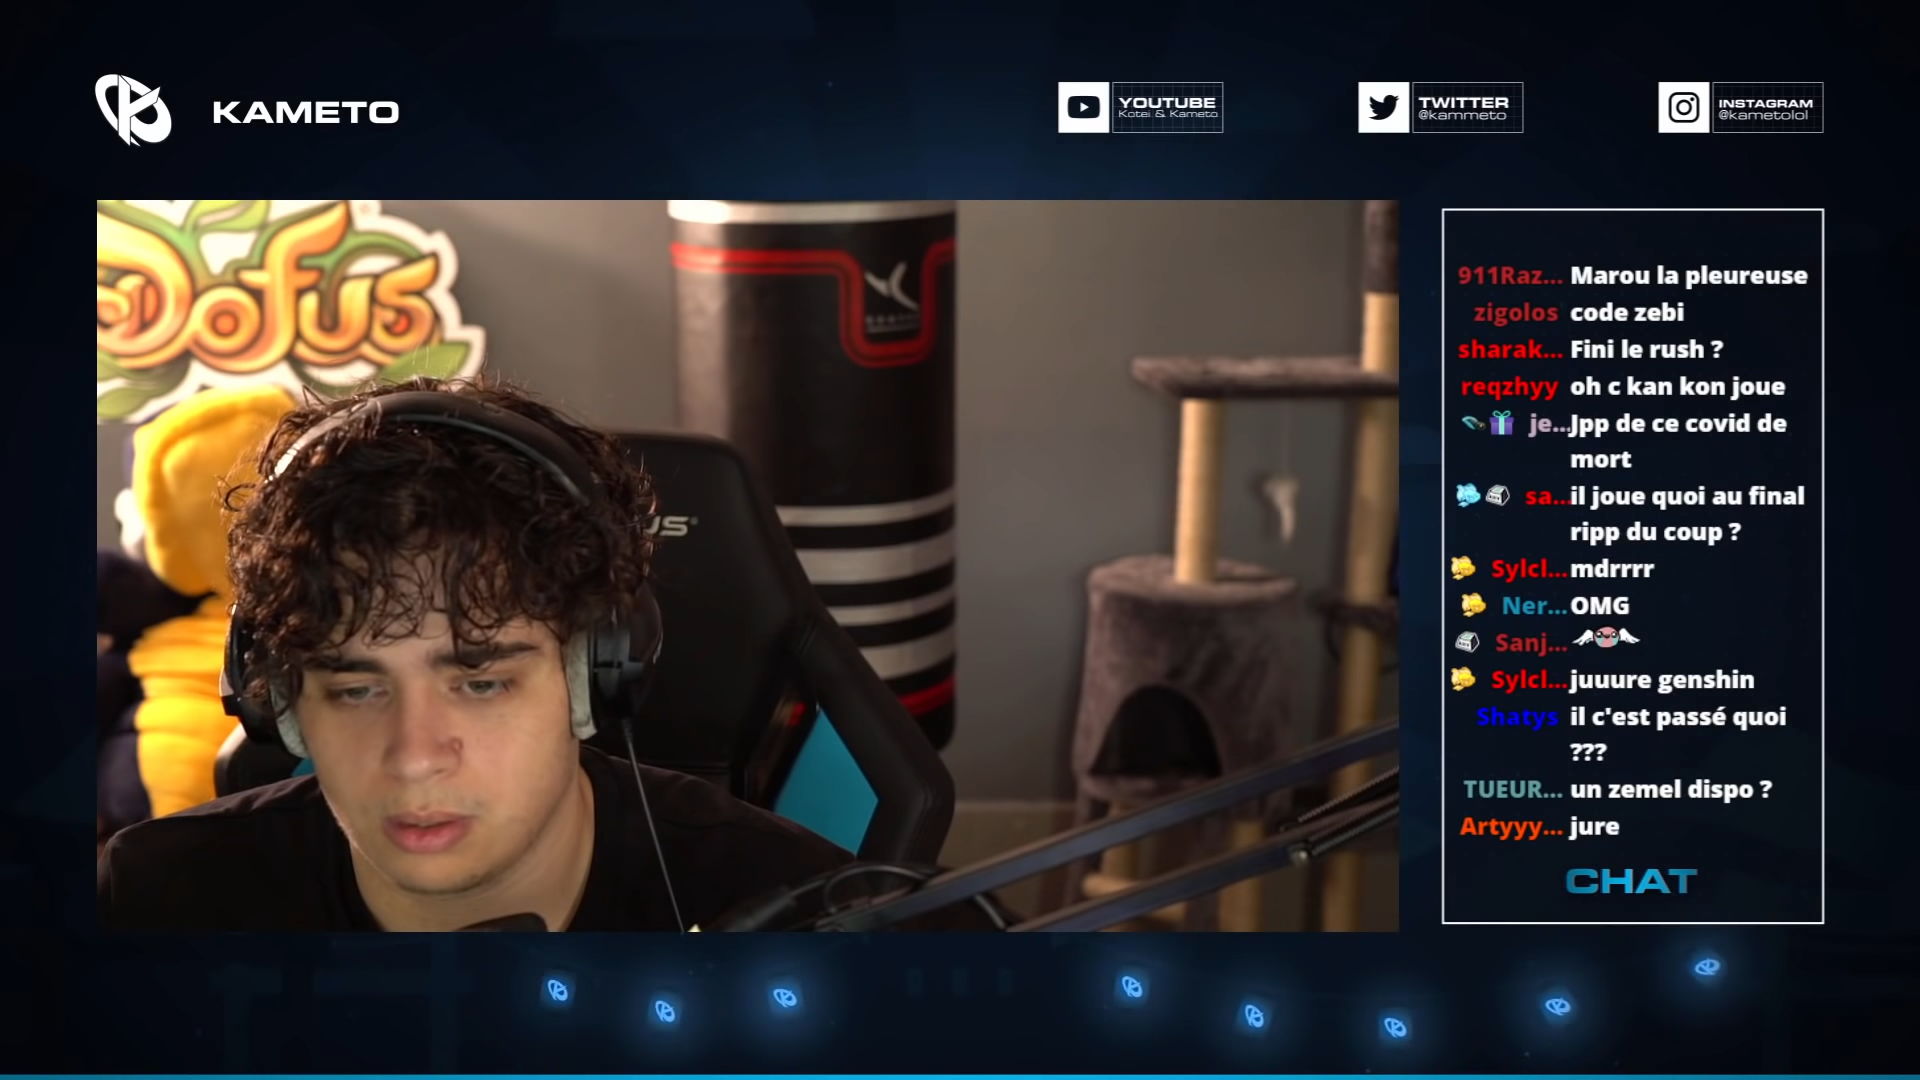 KAMETO
YOUTUBE
Kotei & Kameto
TWITTER
@kammeto
INSTAGRAM
@kametolol
Dofus
US
911Raz... Marou la pleureuse
zigolos code zebi
sharak... Fini le rush ?
reqzhyy oh c kan kon joue
je... Jpp de ce covid de
mort
sa... il joue quoi au final
ripp du coup ?
Sylcl... mdrrrr
Ner... OMG
Sanj...
Sylcl... juuure genshin
Shatys il c'est passé quoi
???
TUEUR... un zemel dispo ?
Artyyy... jure
CHAT